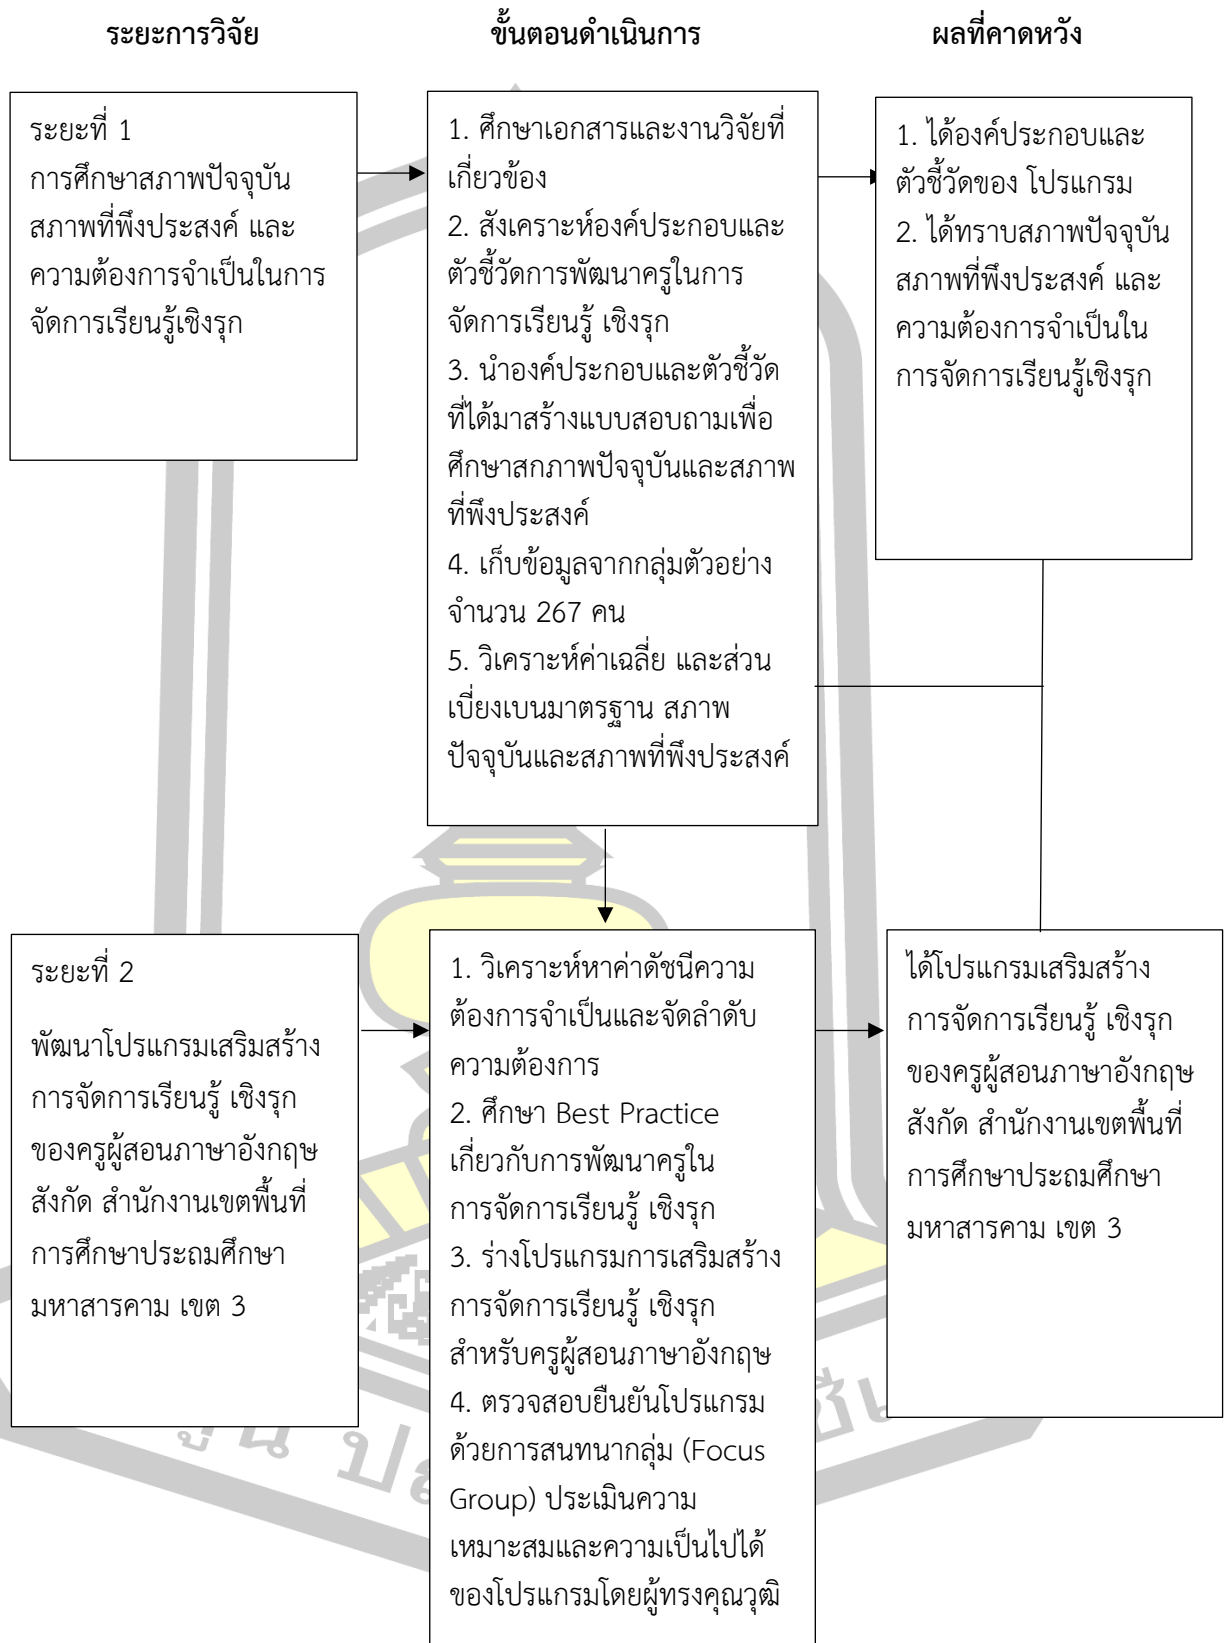 ระยะการวิจัย
ขั้นตอนดำเนินการ
ผลที่คาดหวัง
ระยะที่ 1
การศึกษาสภาพปัจจุบัน
สภาพที่พึงประสงค์ และ
ความต้องการจำเป็นในการ
จัดการเรียนรู้เชิงรุก
1. ศึกษาเอกสารและงานวิจัยที่
เกี่ยวข้อง
2. สังเคราะห์องค์ประกอบและ
ตัวชี้วัดการพัฒนาครูในการ
จัดการเรียนรู้ เชิงรุก
3. นำองค์ประกอบและตัวชี้วัด
ที่ได้มาสร้างแบบสอบถามเพื่อ
ศึกษาสกภาพปัจจุบันและสภาพ
ที่พึงประสงค์
4. เก็บข้อมูลจากกลุ่มตัวอย่าง
จำนวน 267 คน
5. วิเคราะห์ค่าเฉลี่ย และส่วน
เบี่ยงเบนมาตรฐาน สภาพ
ปัจจุบันและสภาพที่พึงประสงค์
1. ได้องค์ประกอบและ
ตัวชี้วัดของ โปรแกรม
2. ได้ทราบสภาพปัจจุบัน
สภาพที่พึงประสงค์ และ
ความต้องการจำเป็นใน
การจัดการเรียนรู้เชิงรุก
ระยะที่ 2
พัฒนาโปรแกรมเสริมสร้าง
การจัดการเรียนรู้ เชิงรุก
ของครูผู้สอนภาษาอังกฤษ
สังกัด สำนักงานเขตพื้นที่
การศึกษาประถมศึกษา
มหาสารคาม เขต 3
1. วิเคราะห์หาค่าดัชนีความ
ต้องการจำเป็นและจัดลำดับ
ความต้องการ
2. ศึกษา Best Practice
เกี่ยวกับการพัฒนาครูใน
การจัดการเรียนรู้ เชิงรุก
3. ร่างโปรแกรมการเสริมสร้าง
การจัดการเรียนรู้ เชิงรุก
สำหรับครูผู้สอนภาษาอังกฤษ
4. ตรวจสอบยืนยันโปรแกรม
ด้วยการสนทนากลุ่ม (Focus
Group) ประเมินความ
เหมาะสมและความเป็นไปได้
ของโปรแกรมโดยผู้ทรงคุณวุฒิ
ได้โปรแกรมเสริมสร้าง
การจัดการเรียนรู้ เชิงรุก
ของครูผู้สอนภาษาอังกฤษ
สังกัด สำนักงานเขตพื้นที่
การศึกษาประถมศึกษา
มหาสารคาม เขต 3